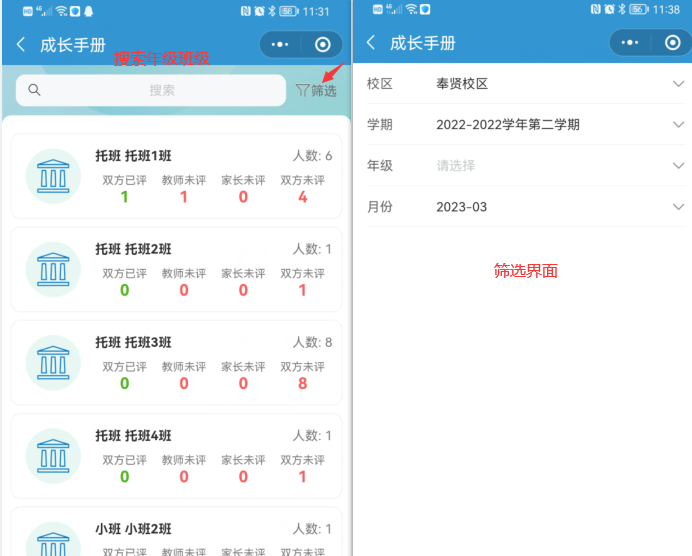 HD 4G 58 11:31
成长手册
搜索年级班级
搜索
筛选
托班 托班1班 人数: 6
双方已评 教师未评 家长未评 双方未评
1 1 0 4
托班 托班2班 人数: 1
双方已评 教师未评 家长未评 双方未评
0 0 0 1
托班 托班3班 人数: 8
双方已评 教师未评 家长未评 双方未评
0 0 0 8
托班 托班4班 人数: 1
双方已评 教师未评 家长未评 双方未评
0 0 0 1
小班 小班2班 人数: 1
双方已评 教师未评 家长未评 双方未评
HD 4G 56 11:38
成长手册
校区 奉贤校区
学期 2022-2022学年第二学期
年级 请选择
月份 2023-03
筛选界面